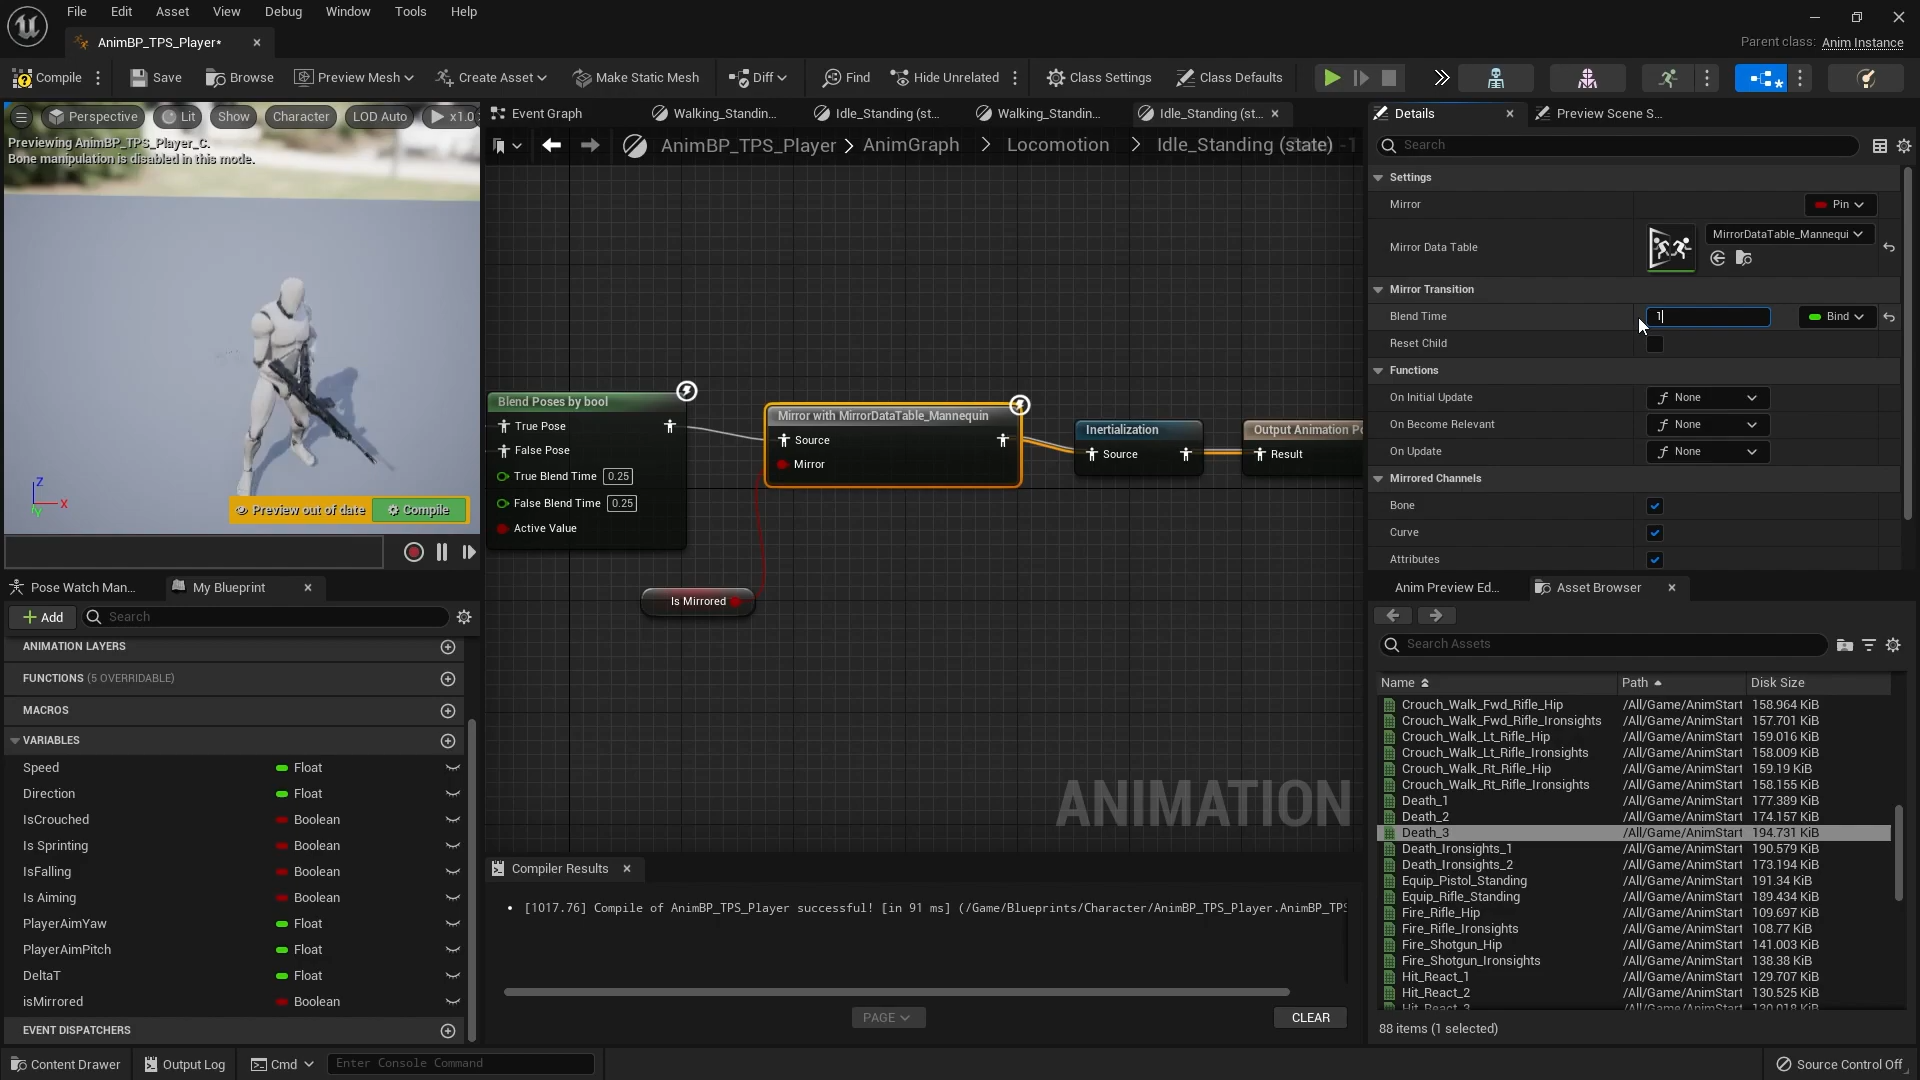 File Edit Asset View Debug Window Tools Help
AnimBP_TPS_Player*
Parent class: Anim Instance
Compile Save Browse Preview Mesh Create Asset Make Static Mesh Diff Find Hide Unrelated Class Settings Class Defaults
Perspective Lit Show Character LOD Auto x1.0
Previewing AnimBP_TPS_Player_C.
Bone manipulation is disabled in this mode.
Z
X
Y
Preview out of date Compile
Event Graph Walking_Standin... Idle_Standing (st... Walking_Standin... Idle_Standing (st...
AnimBP_TPS_Player > AnimGraph > Locomotion > Idle_Standing (state)
Blend Poses by bool
True Pose
False Pose
True Blend Time 0.25
False Blend Time 0.25
Active Value
Mirror with MirrorDataTable_Mannequin
Source
Mirror
Inertialization
Source
Output Animation Po
Result
Is Mirrored
ANIMATION
Compiler Results
[1017.76] Compile of AnimBP_TPS_Player successful! [in 91 ms] (/Game/Blueprints/Character/AnimBP_TPS_Player.AnimBP_TPS
PAGE
CLEAR
Pose Watch Man... My Blueprint
Add Search
ANIMATION LAYERS
FUNCTIONS (5 OVERRIDABLE)
MACROS
VARIABLES
Speed Float
Direction Float
IsCrouched Boolean
Is Sprinting Boolean
IsFalling Boolean
Is Aiming Boolean
PlayerAimYaw Float
PlayerAimPitch Float
DeltaT Float
isMirrored Boolean
EVENT DISPATCHERS
Details Preview Scene S...
Search
Settings
Mirror Pin
Mirror Data Table MirrorDataTable_Mannequi
Mirror Transition
Blend Time 1 Bind
Reset Child
Functions
On Initial Update None
On Become Relevant None
On Update None
Mirrored Channels
Bone
Curve
Attributes
Anim Preview Ed... Asset Browser
Search Assets
Name Path Disk Size
Crouch_Walk_Fwd_Rifle_Hip /All/Game/AnimStart 158.964 KiB
Crouch_Walk_Fwd_Rifle_Ironsights /All/Game/AnimStart 157.701 KiB
Crouch_Walk_Lt_Rifle_Hip /All/Game/AnimStart 159.016 KiB
Crouch_Walk_Lt_Rifle_Ironsights /All/Game/AnimStart 158.009 KiB
Crouch_Walk_Rt_Rifle_Hip /All/Game/AnimStart 159.19 KiB
Crouch_Walk_Rt_Rifle_Ironsights /All/Game/AnimStart 158.155 KiB
Death_1 /All/Game/AnimStart 177.389 KiB
Death_2 /All/Game/AnimStart 174.157 KiB
Death_3 /All/Game/AnimStart 194.731 KiB
Death_Ironsights_1 /All/Game/AnimStart 190.579 KiB
Death_Ironsights_2 /All/Game/AnimStart 173.194 KiB
Equip_Pistol_Standing /All/Game/AnimStart 191.34 KiB
Equip_Rifle_Standing /All/Game/AnimStart 189.434 KiB
Fire_Rifle_Hip /All/Game/AnimStart 109.697 KiB
Fire_Rifle_Ironsights /All/Game/AnimStart 108.77 KiB
Fire_Shotgun_Hip /All/Game/AnimStart 141.003 KiB
Fire_Shotgun_Ironsights /All/Game/AnimStart 138.38 KiB
Hit_React_1 /All/Game/AnimStart 129.707 KiB
Hit_React_2 /All/Game/AnimStart 130.525 KiB
88 items (1 selected)
Content Drawer Output Log Cmd Enter Console Command Source Control Off